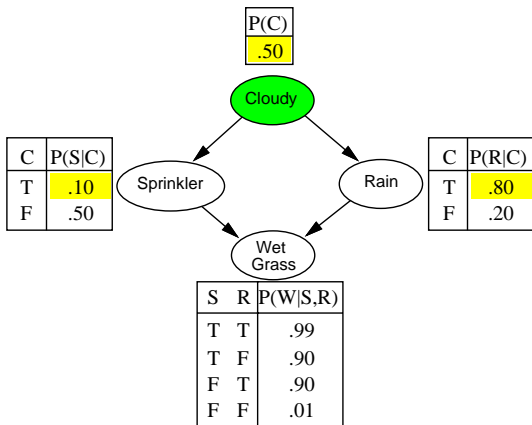 P(C)
.50
Cloudy
C P(S|C)
T .10
F .50
Sprinkler
Rain
C P(R|C)
T .80
F .20
Wet
Grass
S R P(W|S,R)
T T .99
T F .90
F T .90
F F .01